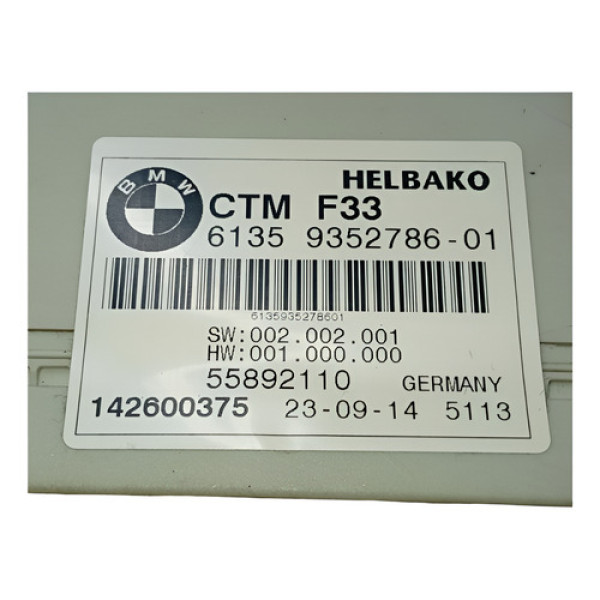 BMW
HELBAKO
CTM F33
6135 9352786-01
6135935278601
SW:002.002.001
HW:001.000.000
55892110 GERMANY
142600375 23-09-14 5113